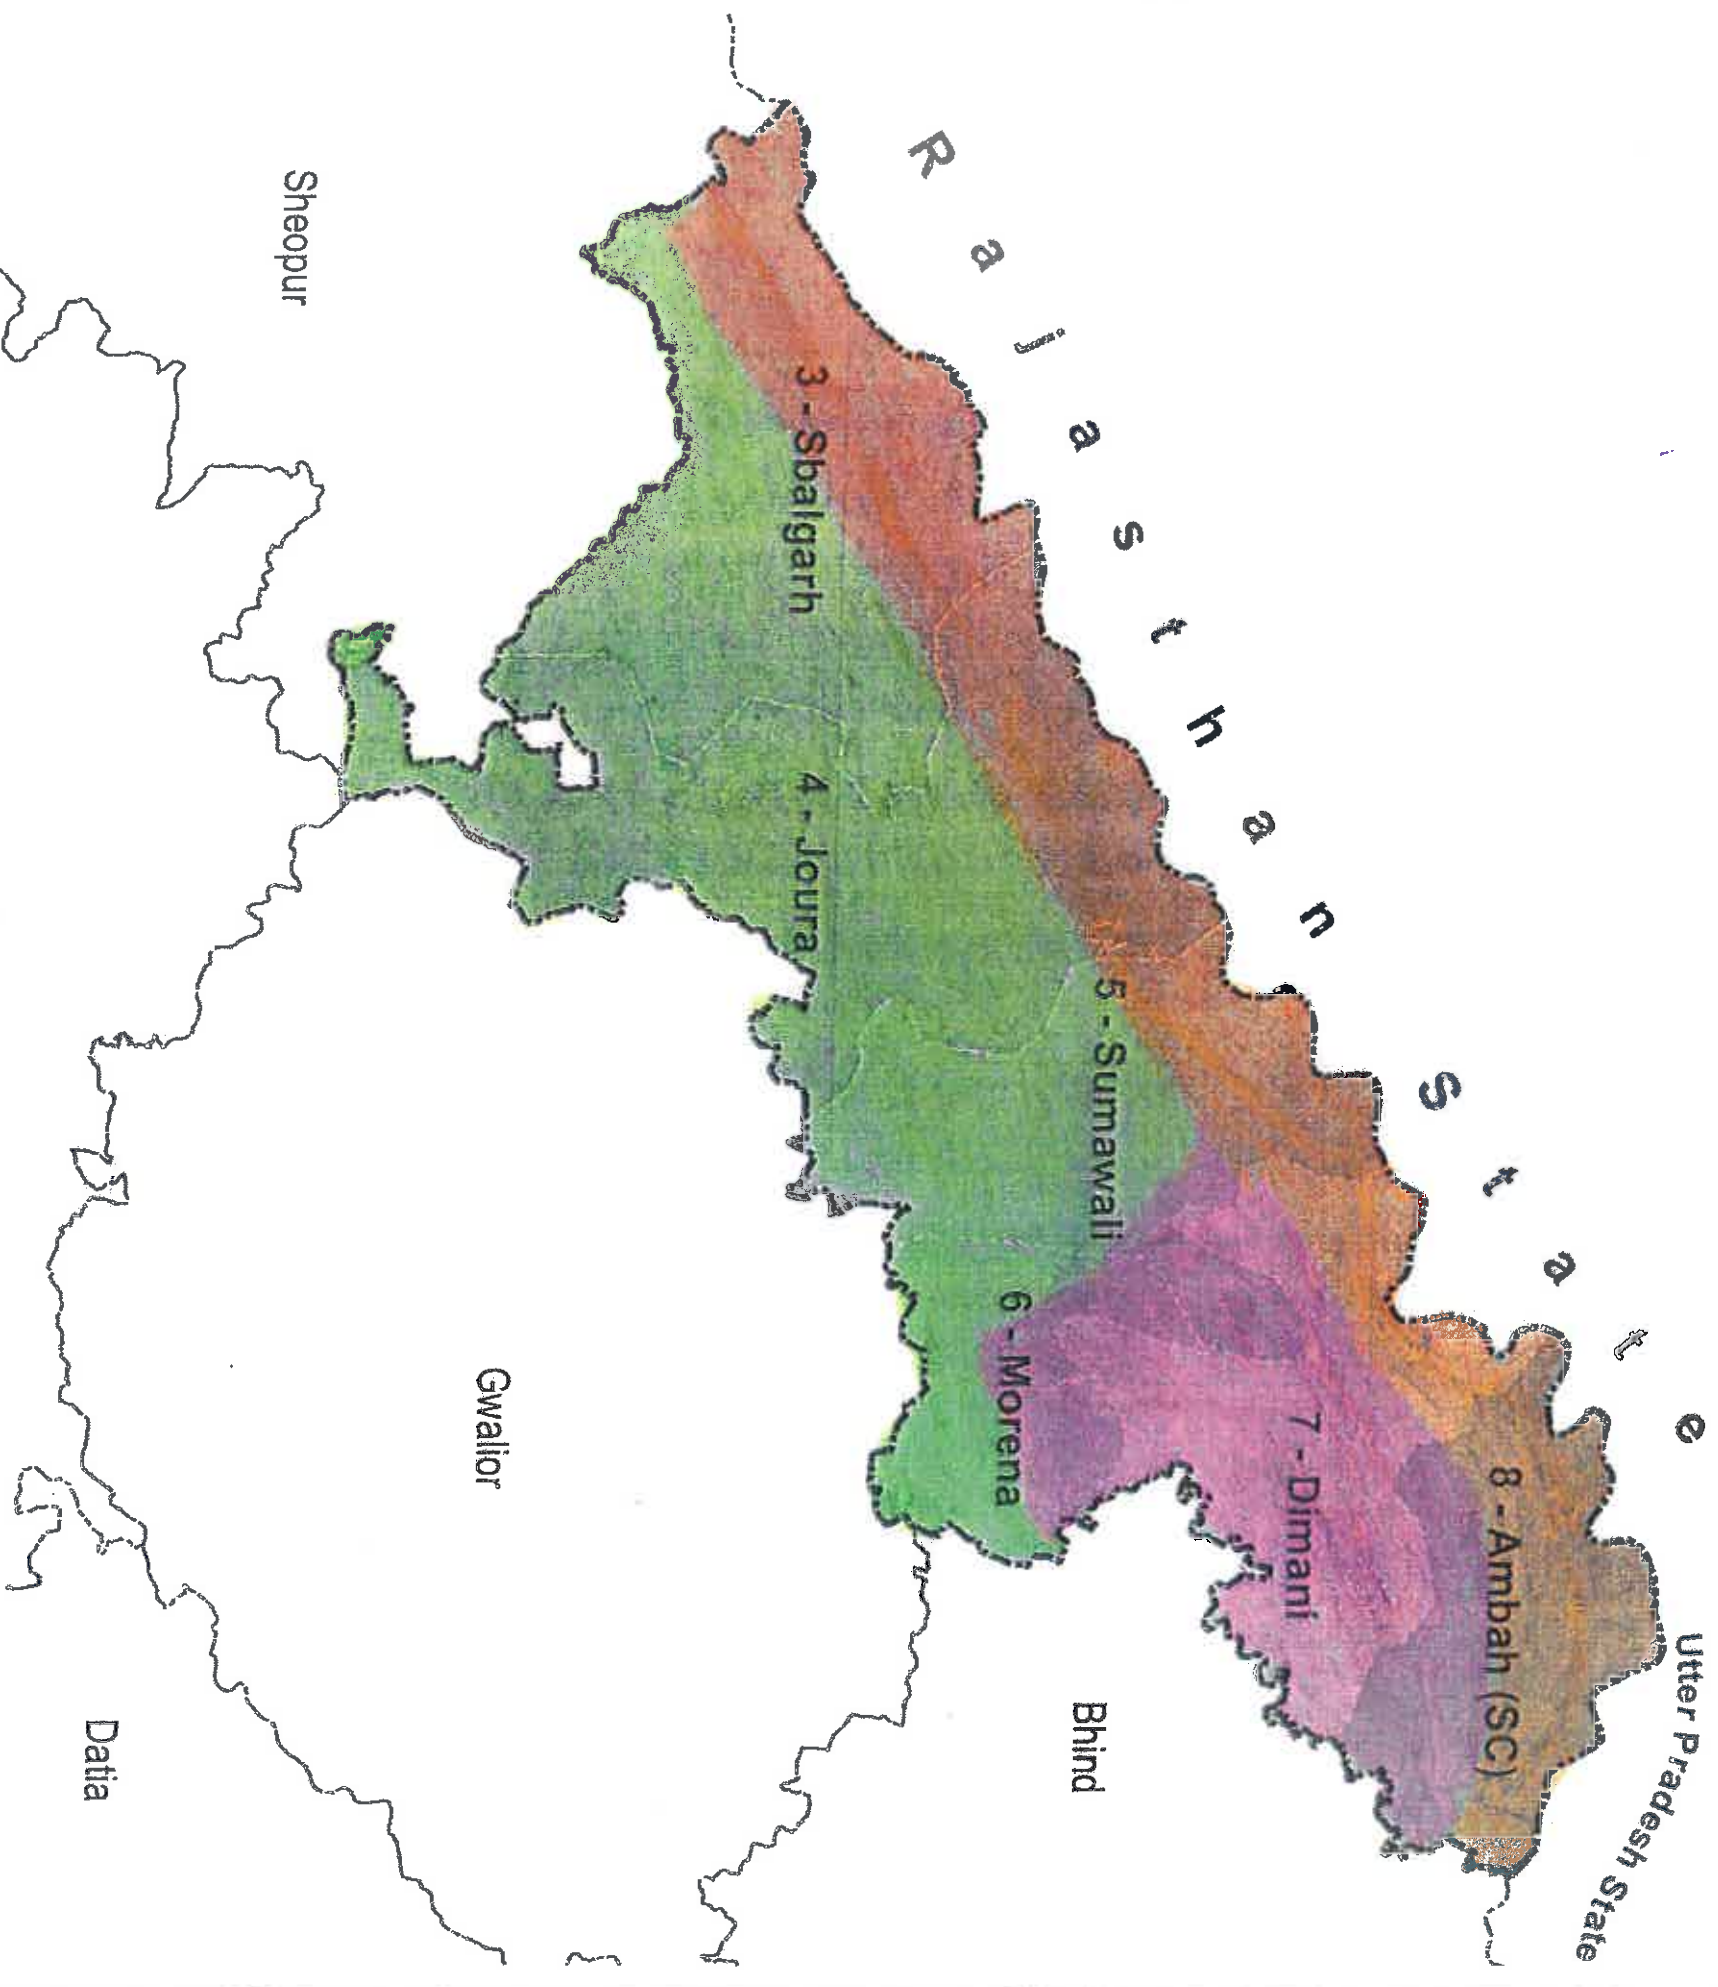 Rajasthan State
Utter Pradesh State
3 - Sbalgarh
4 - Joura
5 - Sumawali
6 - Morena
7 - Dimani
8 - Ambah (SC)
Sheopur
Gwalior
Bhind
Datia